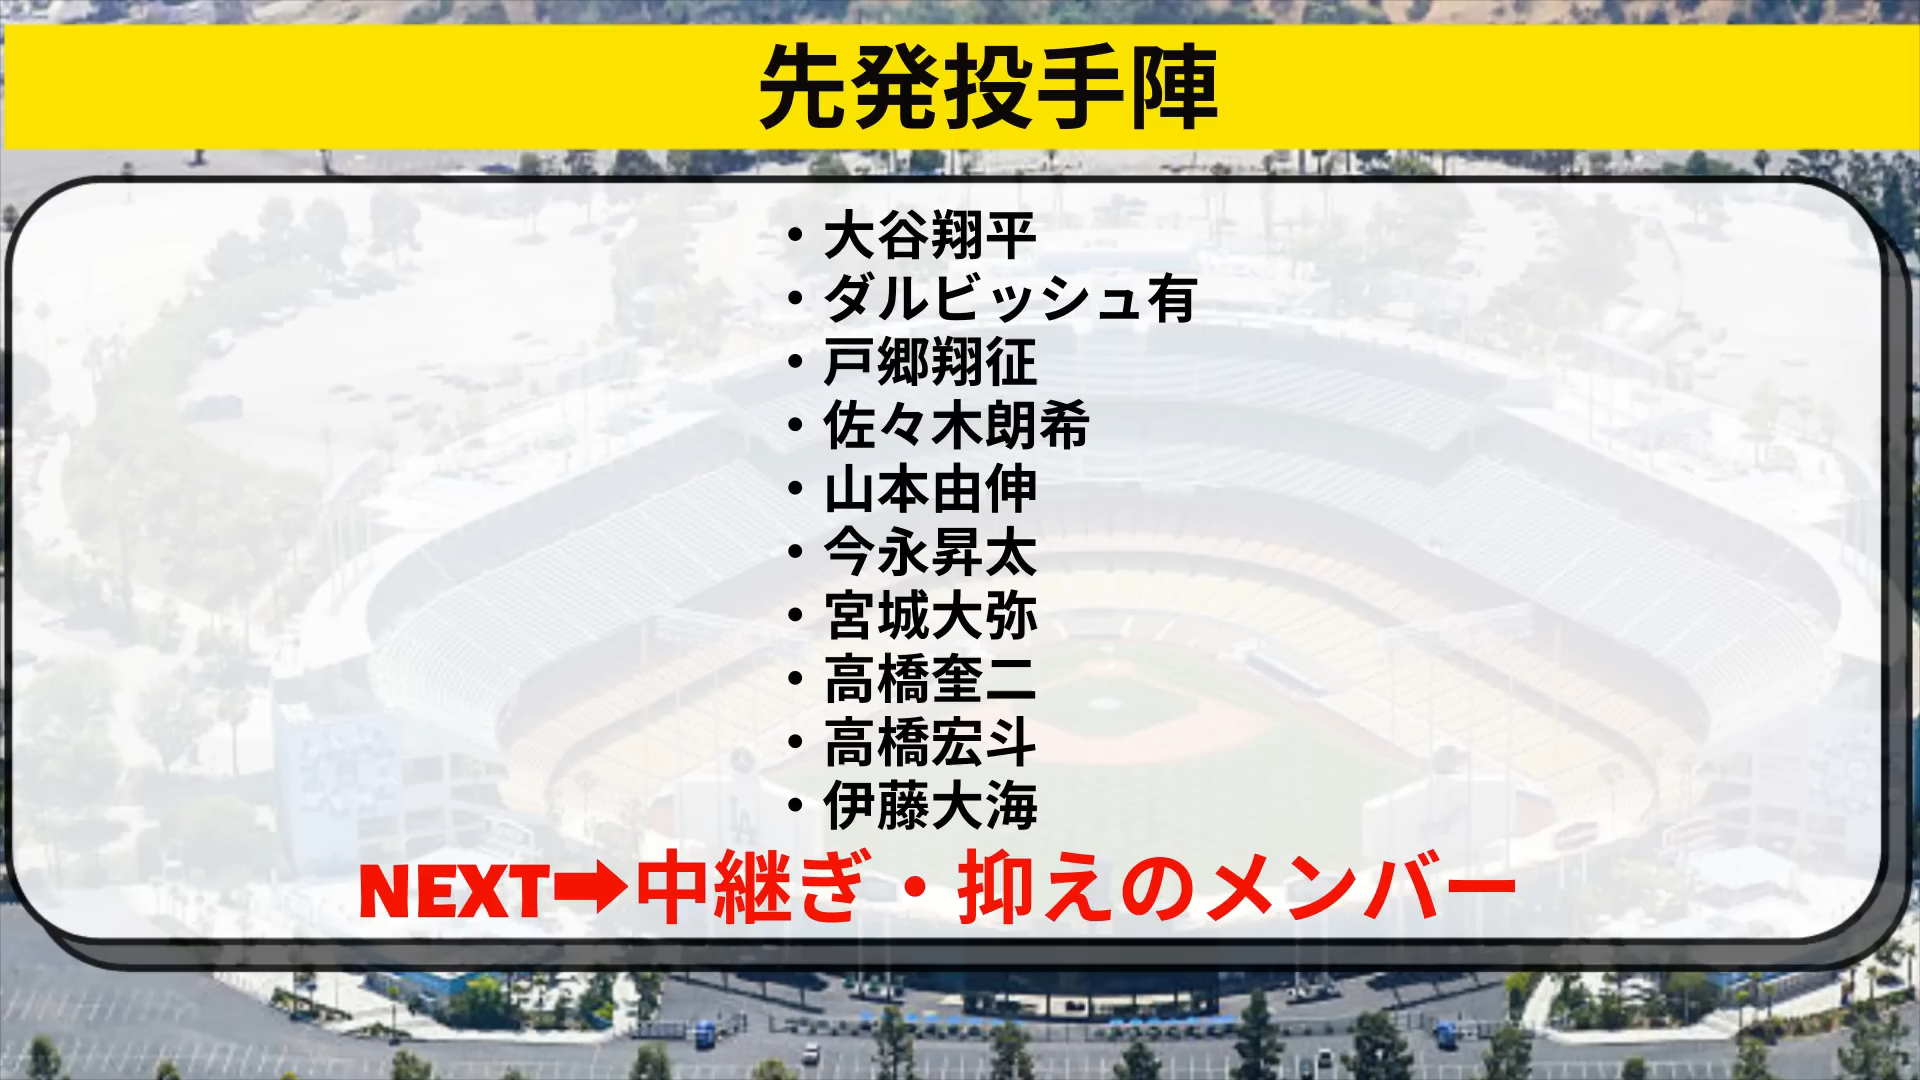 先発投手陣
・大谷翔平
・ダルビッシュ有
・戸郷翔征
・佐々木朗希
・山本由伸
・今永昇太
・宮城大弥
・高橋奎二
・高橋宏斗
・伊藤大海
NEXT➡中継ぎ・抑えのメンバー